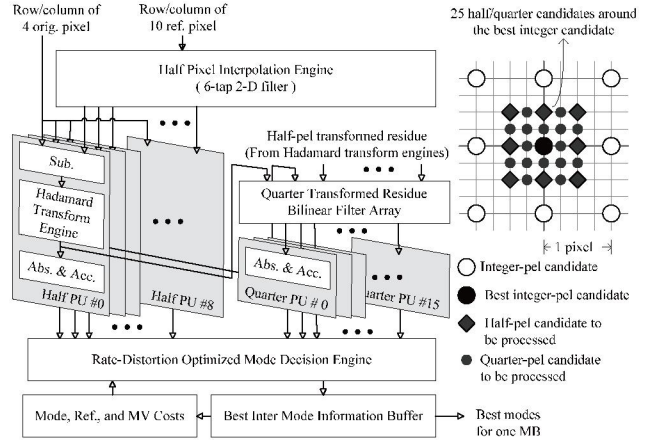 Row/column of
4 orig. pixel
Row/column of
10 ref. pixel
25 half/quarter candidates around
the best integer candidate
Half Pixel Interpolation Engine
( 6-tap 2-D filter )
Half-pel transformed residue
(From Hadamard transform engines)
Sub.
Hadamard
Transform
Engine
Abs. & Acc.
Half PU #0
Half PU #8
Quarter Transformed Residue
Bilinear Filter Array
Abs. & Acc.
Quarter PU # 0
uarter PU #15
1 pixel
Integer-pel candidate
Best integer-pel candidate
Half-pel candidate to
be processed
Quarter-pel candidate
to be processed
Rate-Distortion Optimized Mode Decision Engine
Mode, Ref., and MV Costs
Best Inter Mode Information Buffer
Best modes
for one MB